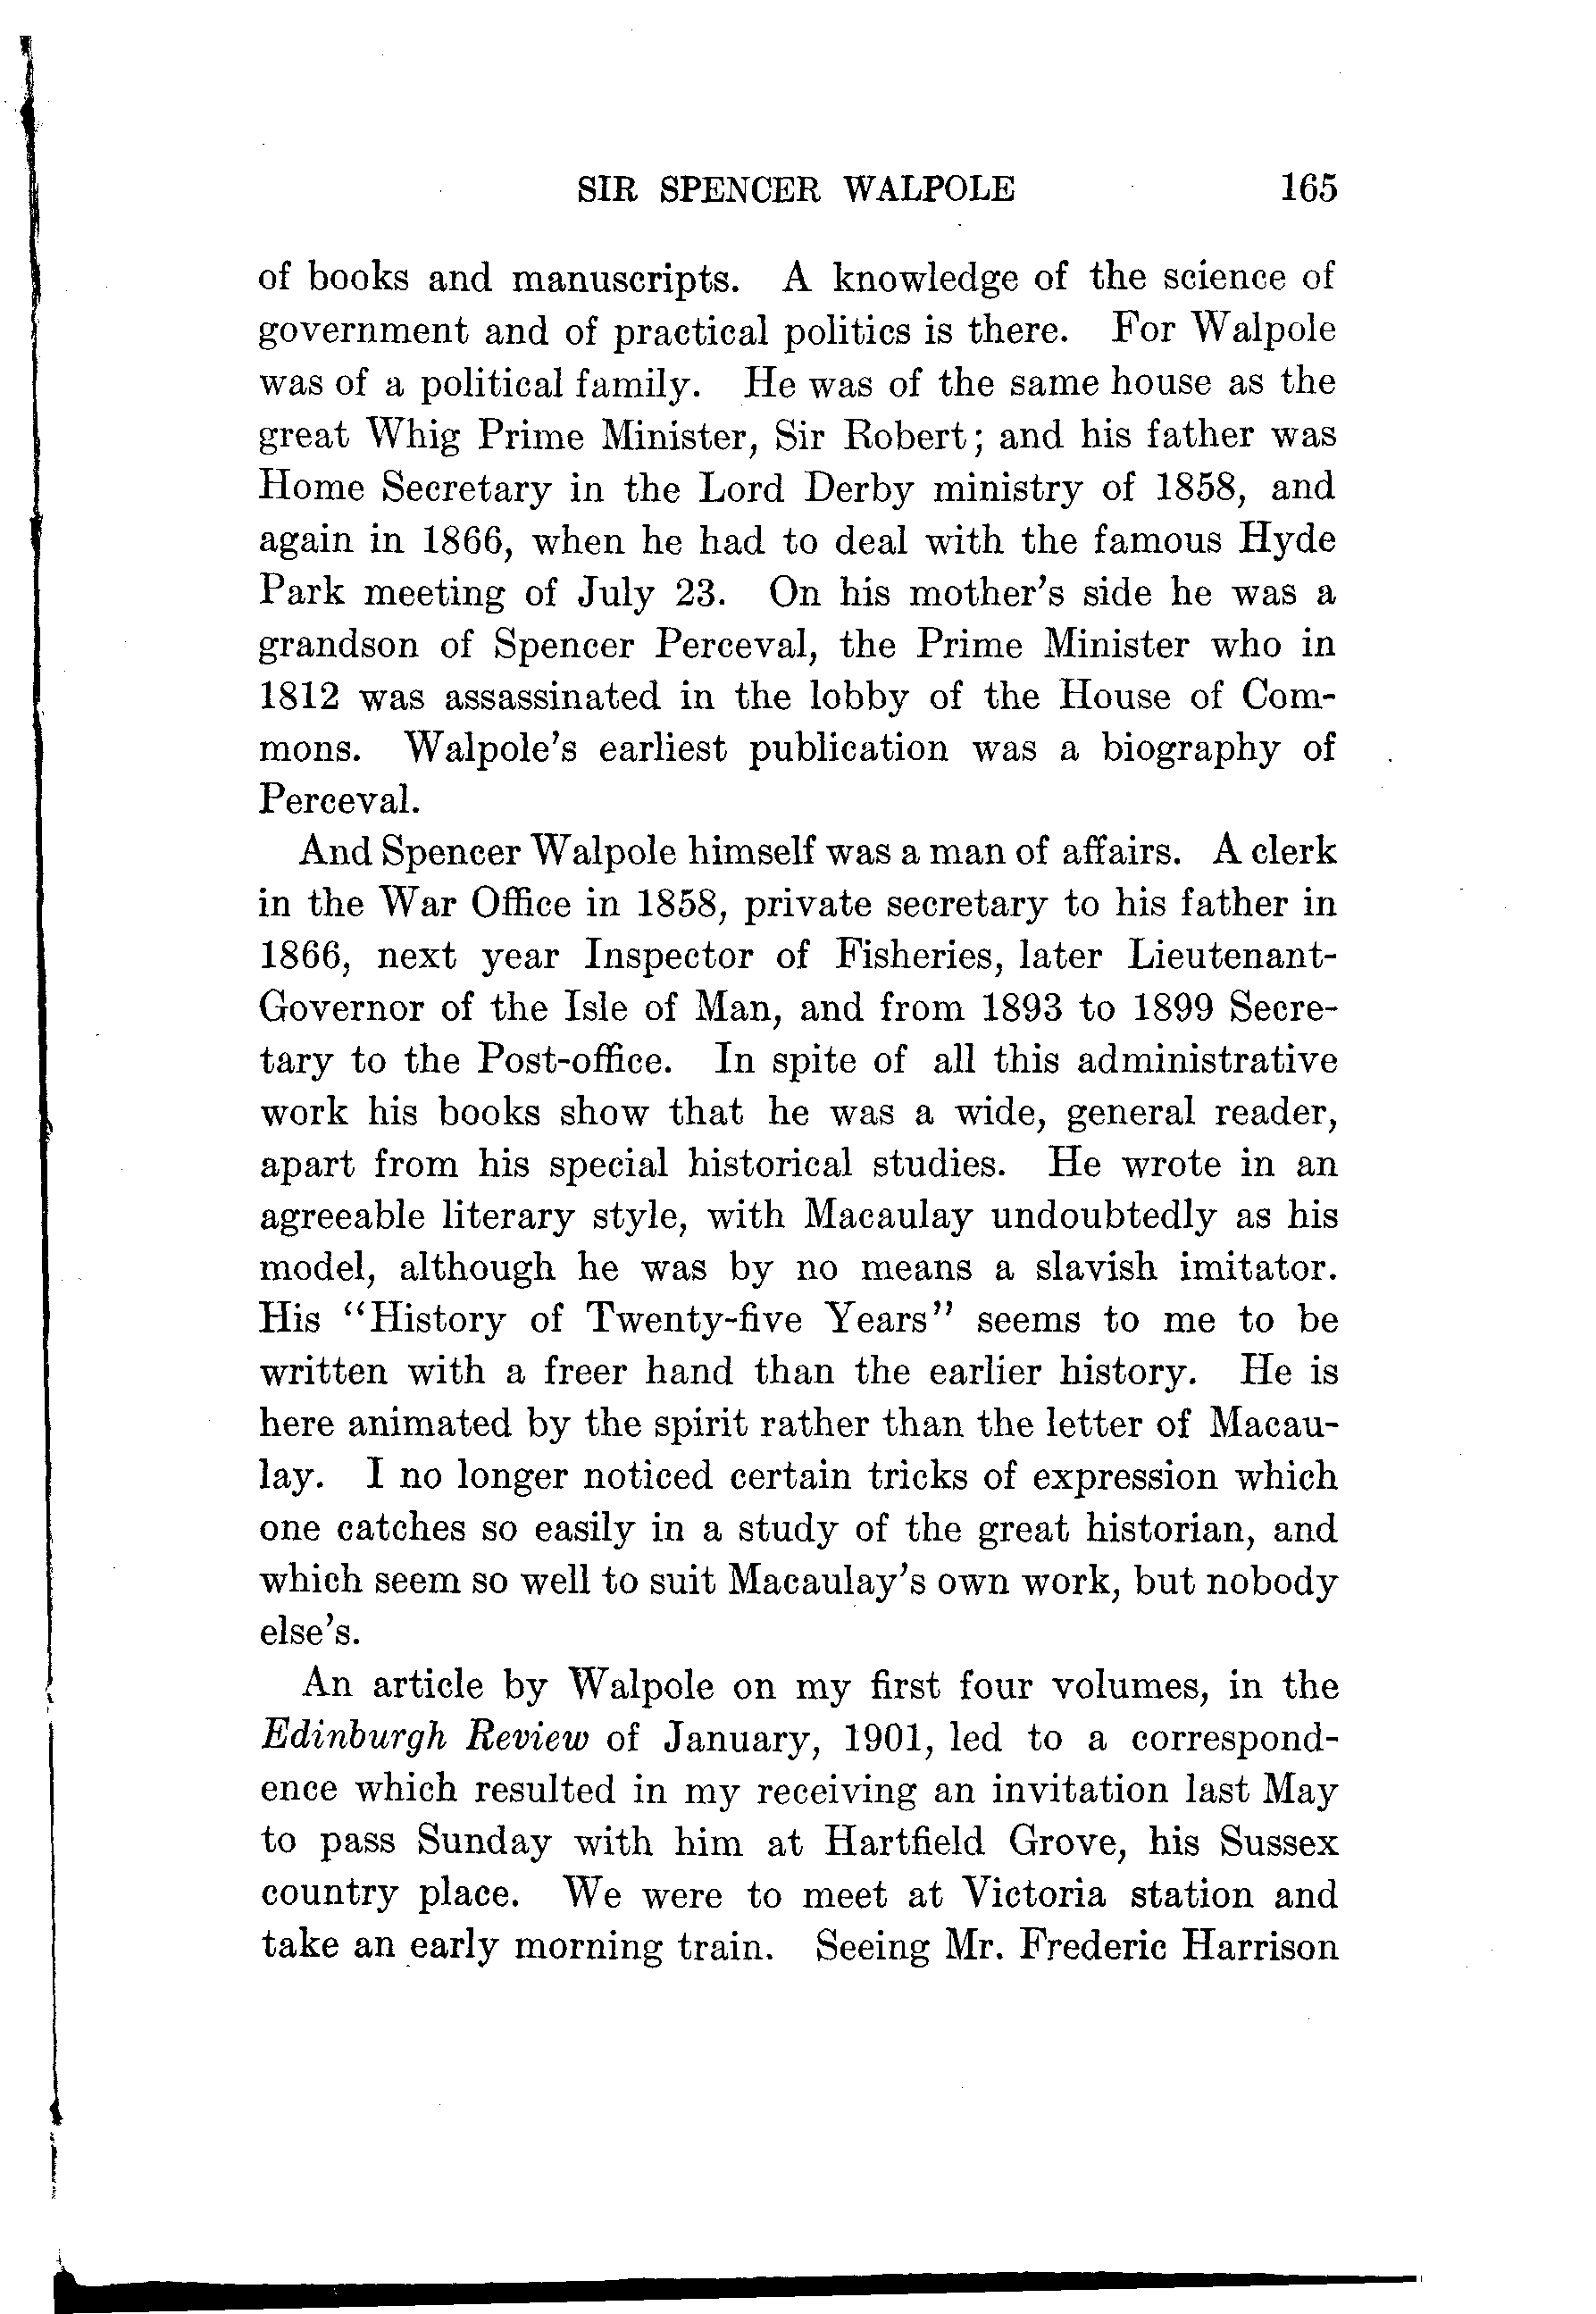 SIR SPENCER WALPOLE 165
of books and manuscripts. A knowledge of the science of
government and of practical politics is there. For Walpole
was of a political family. He was of the same house as the
great Whig Prime Minister, Sir Robert; and his father was
Home Secretary in the Lord Derby ministry of 1858, and
again in 1866, when he had to deal with the famous Hyde
Park meeting of July 23. On his mother's side he was a
grandson of Spencer Perceval, the Prime Minister who in
1812 was assassinated in the lobby of the House of Com-
mons. Walpole's earliest publication was a biography of
Perceval.
And Spencer Walpole himself was a man of affairs. A clerk
in the War Office in 1858, private secretary to his father in
1866, next year Inspector of Fisheries, later Lieutenant-
Governor of the Isle of Man, and from 1893 to 1899 Secre-
tary to the Post-office. In spite of all this administrative
work his books show that he was a wide, general reader,
apart from his special historical studies. He wrote in an
agreeable literary style, with Macaulay undoubtedly as his
model, although he was by no means a slavish imitator.
His "History of Twenty-five Years" seems to me to be
written with a freer hand than the earlier history. He is
here animated by the spirit rather than the letter of Macau-
lay. I no longer noticed certain tricks of expression which
one catches so easily in a study of the great historian, and
which seem so well to suit Macaulay's own work, but nobody
else's.
An article by Walpole on my first four volumes, in the
Edinburgh Review of January, 1901, led to a correspond-
ence which resulted in my receiving an invitation last May
to pass Sunday with him at Hartfield Grove, his Sussex
country place. We were to meet at Victoria station and
take an early morning train. Seeing Mr. Frederic Harrison